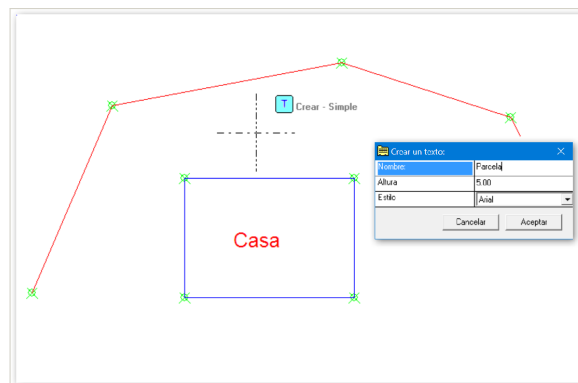 T Crear - Simple
Crear un texto:
Nombre: Parcela
Altura 5.00
Estilo Arial
Cancelar Aceptar
Casa